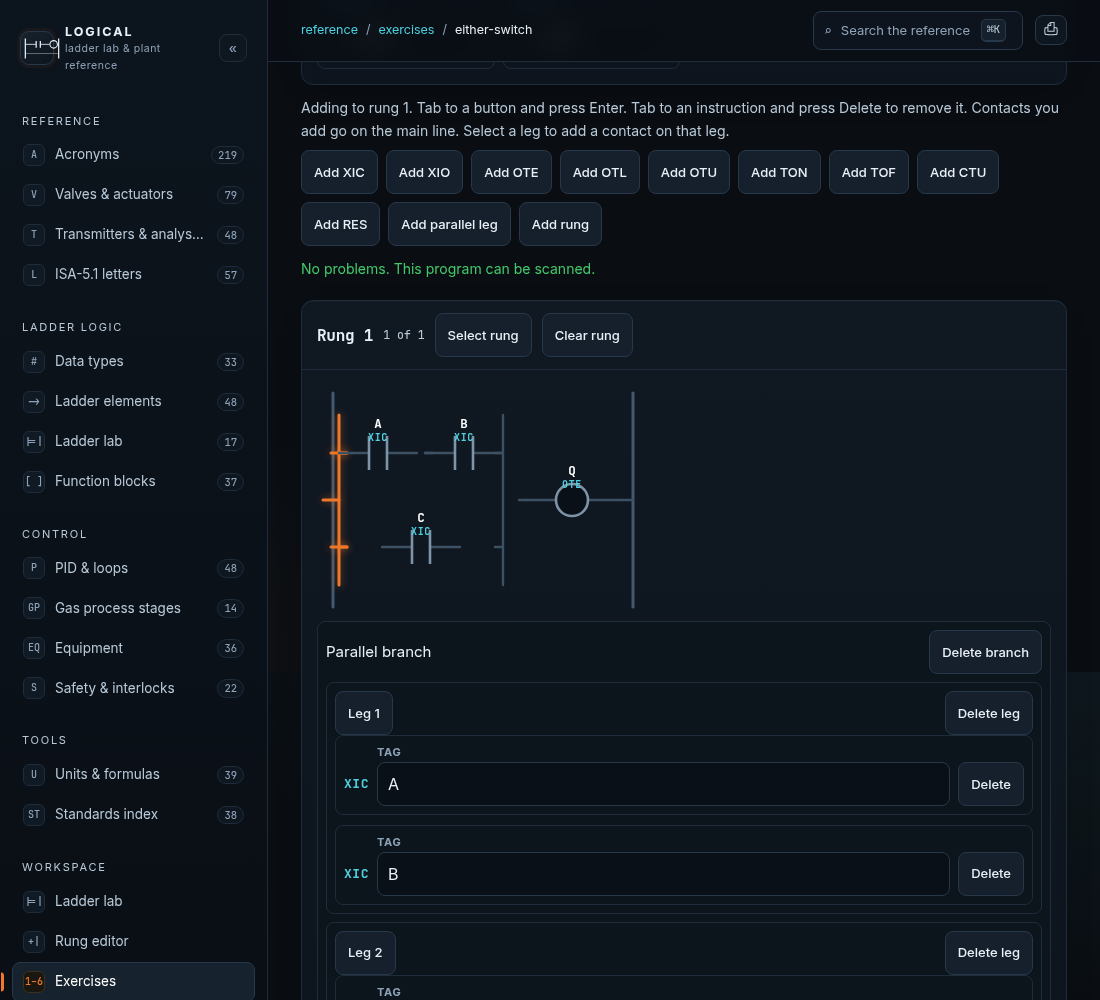 LOGICAL
ladder lab & plant
reference
«
REFERENCE
A Acronyms 219
V Valves & actuators 79
T Transmitters & analys... 48
L ISA-5.1 letters 57
LADDER LOGIC
# Data types 33
→ Ladder elements 48
Ladder lab 17
[ ] Function blocks 37
CONTROL
P PID & loops 48
GP Gas process stages 14
EQ Equipment 36
S Safety & interlocks 22
TOOLS
U Units & formulas 39
ST Standards index 38
WORKSPACE
Ladder lab
+| Rung editor
1-6 Exercises
reference / exercises / either-switch
Search the reference ⌘K
Adding to rung 1. Tab to a button and press Enter. Tab to an instruction and press Delete to remove it. Contacts you
add go on the main line. Select a leg to add a contact on that leg.
Add XIC Add XIO Add OTE Add OTL Add OTU Add TON Add TOF Add CTU
Add RES Add parallel leg Add rung
No problems. This program can be scanned.
Rung 1 1 of 1 Select rung Clear rung
A B
XIC XIC
Q
OTE
C
XIC
Parallel branch Delete branch
Leg 1 Delete leg
TAG
XIC A Delete
TAG
XIC B Delete
Leg 2 Delete leg
TAG